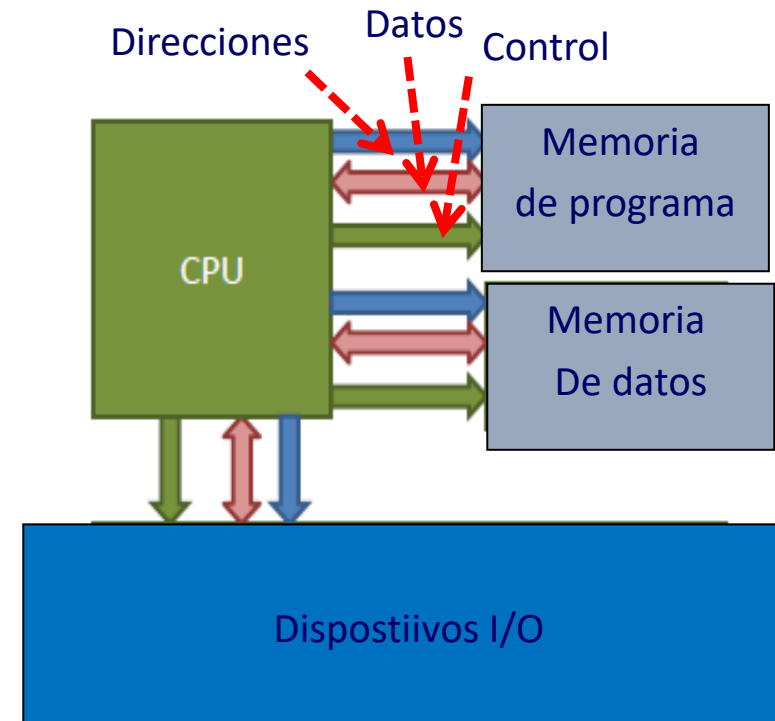 Direcciones
Datos
Control
Memoria
de programa
CPU
Memoria
De datos
Dispostiivos I/O